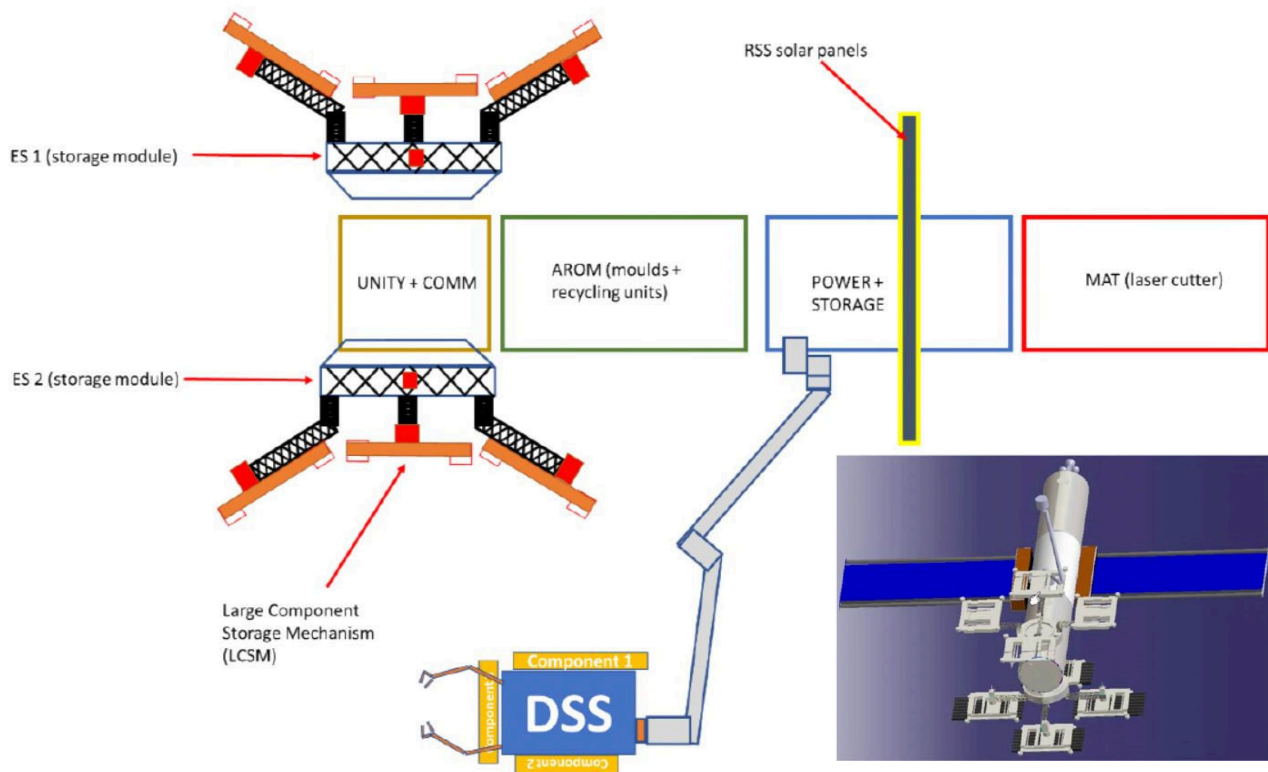 RSS solar panels
ES 1 (storage module)
UNITY + COMM
AROM (moulds +
recycling units)
POWER +
STORAGE
MAT (laser cutter)
ES 2 (storage module)
Large Component
Storage Mechanism
(LCSM)
Component 1
Component
DSS
Component 2